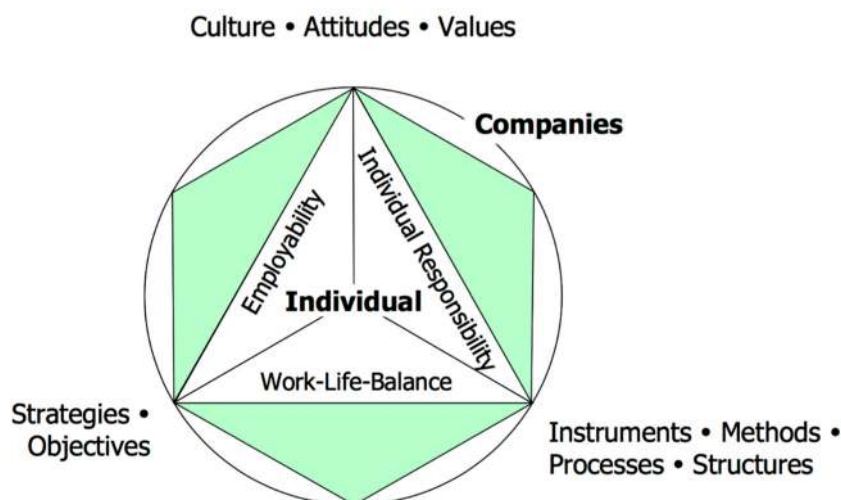 Culture • Attitudes • Values
Companies
Employability
Individual Responsibility
Individual
Work-Life-Balance
Strategies •
Objectives
Instruments • Methods •
Processes • Structures